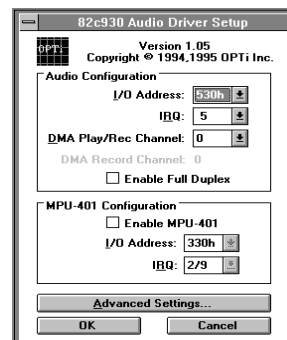 82c930 Audio Driver Setup
OPTi
Version 1.05
Copyright © 1994,1995 OPTi Inc.
Audio Configuration
I/O Address: 530h
IRQ: 5
DMA Play/Rec Channel: 0
DMA Record Channel: 0
Enable Full Duplex
MPU-401 Configuration
Enable MPU-401
I/O Address: 330h
IRQ: 2/9
Advanced Settings...
OK Cancel